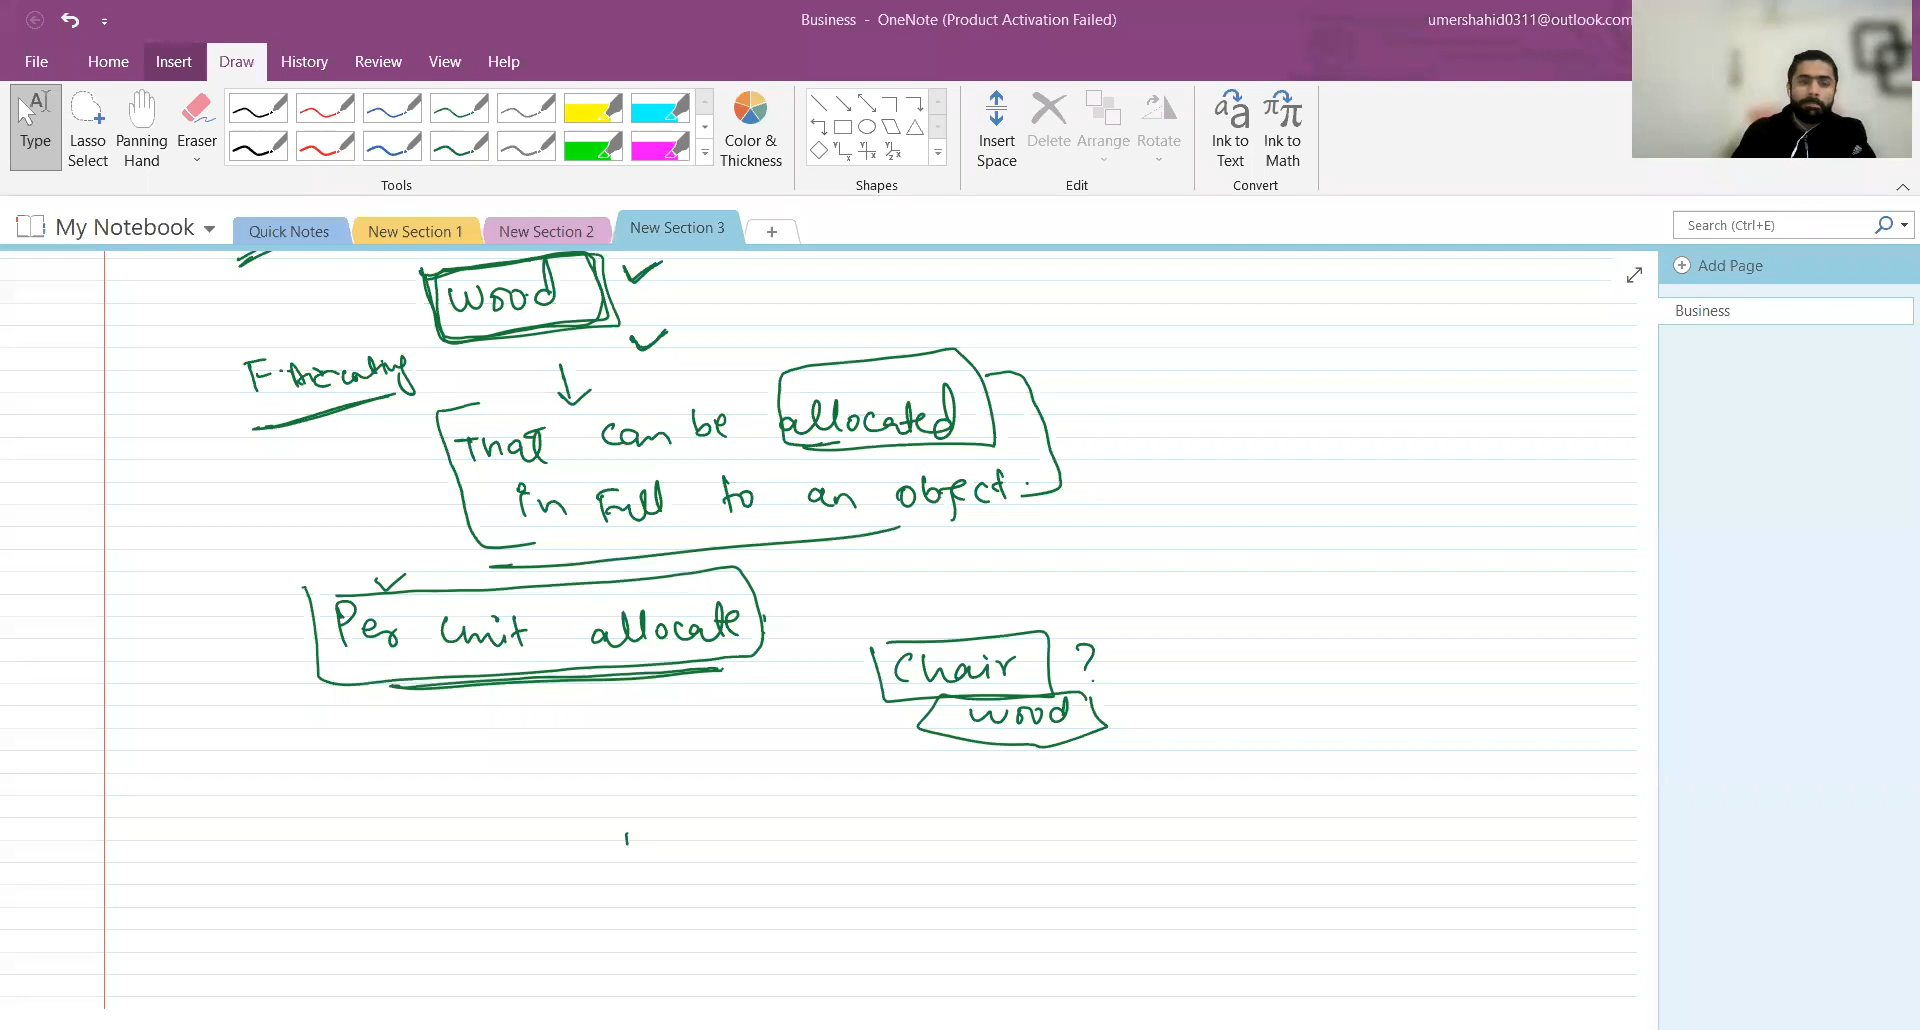 Business - OneNote (Product Activation Failed)
umershahid0311@outlook.com
File Home Insert Draw History Review View Help
Type
Lasso Select
Panning Hand
Eraser
Color & Thickness
Insert Space
Delete
Arrange
Rotate
Ink to Text
Ink to Math
Tools
Shapes
Edit
Convert
My Notebook
Quick Notes
New Section 1
New Section 2
New Section 3
Search (Ctrl+E)
Add Page
Business
Wood
That can be allocated
in Full to an object.
Per unit allocate
Chair ?
wood